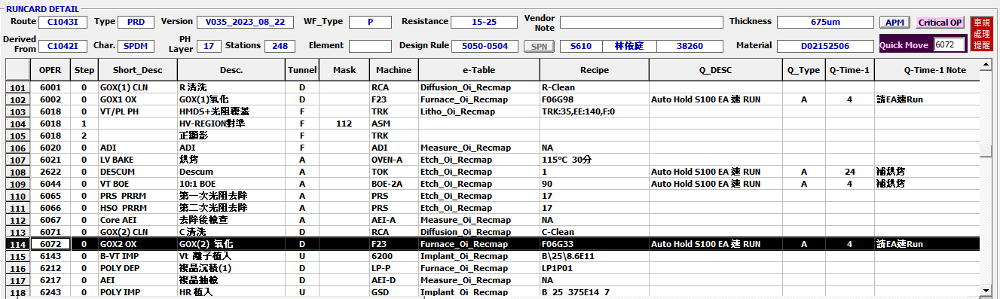 RUNCARD DETAIL
Route C1043I Type PRD Version V035_2023_08_22 WF_Type P Resistance 15-25 Vendor Note Thickness 675um APM Critical OP 車規處理提醒
Derived From C1042I Char. SPDM PH Layer 17 Stations 248 Element Design Rule 5050-0504 SPN S610 林依庭 38260 Material D02152506 Quick Move 6072
OPER Step Short_Desc Desc. Tunnel Mask Machine e-Table Recipe Q_DESC Q_Type Q-Time-1 Q-Time-1 Note
101 6001 0 GOX(1) CLN R 清洗 D RCA Diffusion_Oi_Recmap R-Clean
102 6002 0 GOX1 OX GOX(1)氧化 D F23 Furnace_Oi_Recmap F06G98 Auto Hold S100 EA 速 RUN A 4 請EA速Run
103 6018 0 VT/PL PH HMDS+光阻覆蓋 F TRK Litho_Oi_Recmap TRK:35,EE:140,F:0
104 6018 1 HV-REGION對準 F 112 ASM
105 6018 2 正顯影 F TRK
106 6020 0 ADI ADI F ADI Measure_Oi_Recmap NA
107 6021 0 LV BAKE 烘烤 A OVEN-A Etch_Oi_Recmap 115°C 30分
108 2622 0 DESCUM Descum A TOK Etch_Oi_Recmap 1 Auto Hold S100 EA 速 RUN A 24 補烘烤
109 6044 0 VT BOE 10:1 BOE A BOE-2A Etch_Oi_Recmap 90 Auto Hold S100 EA 速 RUN A 4 補烘烤
110 6065 0 PRS PRRM 第一次光阻去除 A PRS Etch_Oi_Recmap 17
111 6066 0 HSO PRRM 第二次光阻去除 A PRS Etch_Oi_Recmap 17
112 6067 0 Core AEI 去除後檢查 A AEI-A Measure_Oi_Recmap NA
113 6071 0 GOX(2) CLN C 清洗 D RCA Diffusion_Oi_Recmap C-Clean
114 6072 0 GOX2 OX GOX(2) 氧化 D F23 Furnace_Oi_Recmap F06G33 Auto Hold S100 EA 速 RUN A 4 請EA速Run
115 6143 0 B-VT IMP Vt 離子植入 U 6200 Implant_Oi_Recmap B\25\8.6E11
116 6212 0 POLY DEP 複晶沉積(1) D LP-P Furnace_Oi_Recmap LP1P01
117 6217 0 AEI 複晶抽檢 D AEI-D Measure_Oi_Recmap NA
118 6243 0 POLY IMP HR 植入 U GSD Implant_Oi_Recmap B_25_375E14_7